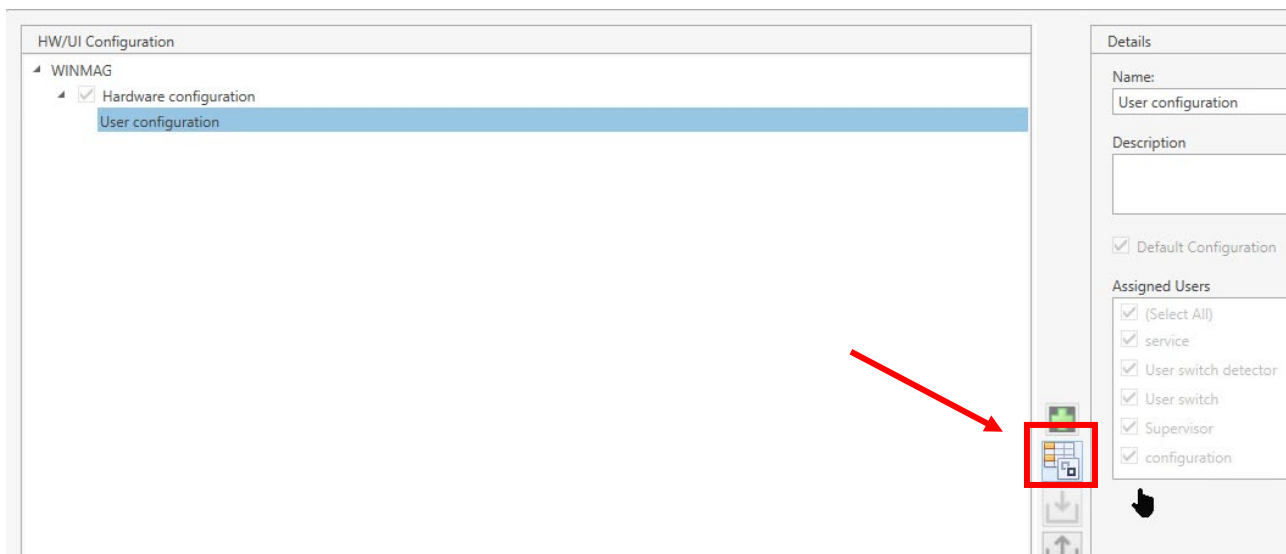 HW/UI Configuration
WINMAG
Hardware configuration
User configuration
Details
Name:
User configuration
Description
Default Configuration
Assigned Users
(Select All)
service
User switch detector
User switch
Supervisor
configuration